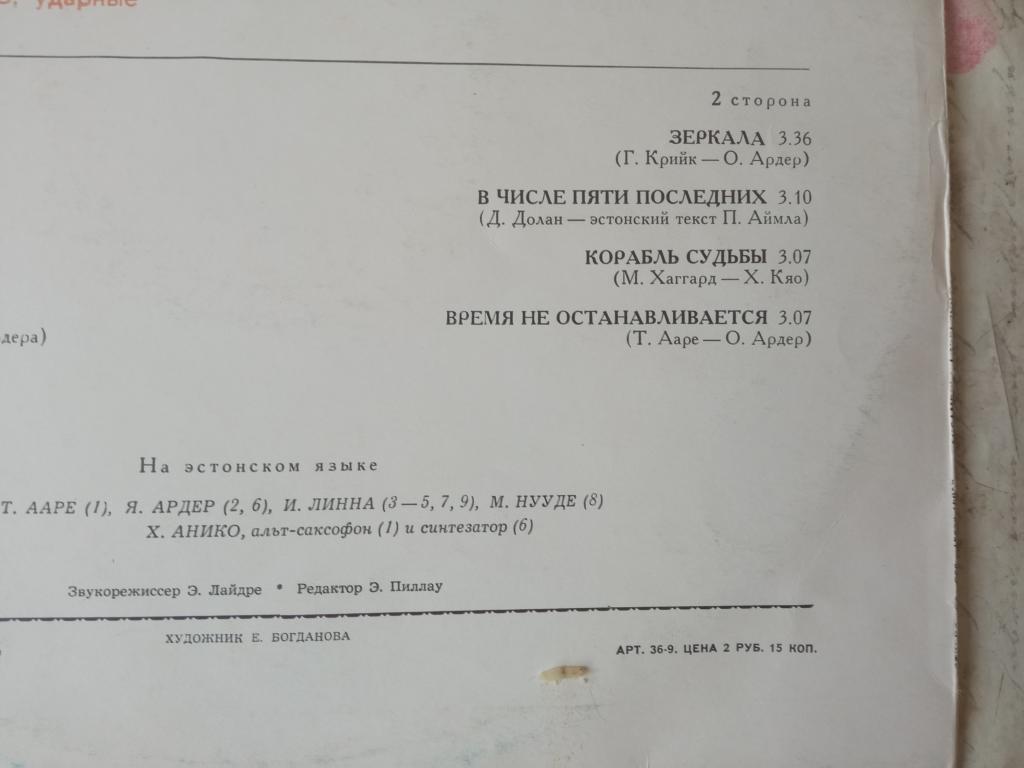 ударные
2 сторона
ЗЕРКАЛА 3.36
(Г. Крийк — О. Ардер)
В ЧИСЛЕ ПЯТИ ПОСЛЕДНИХ 3.10
(Д. Долан — эстонский текст П. Аймла)
КОРАБЛЬ СУДЬБЫ 3.07
(М. Хаггард — Х. Кяо)
ВРЕМЯ НЕ ОСТАНАВЛИВАЕТСЯ 3.07
дера) (Т. Ааре — О. Ардер)
На эстонском языке
Т. ААРЕ (1), Я. АРДЕР (2, 6), И. ЛИННА (3—5, 7, 9), М. НУУДЕ (8)
Х. АНИКО, альт-саксофон (1) и синтезатор (6)
Звукорежиссер Э. Лайдре * Редактор Э. Пиллау
ХУДОЖНИК Е. БОГДАНОВА
АРТ. 36-9. ЦЕНА 2 РУБ. 15 КОП.